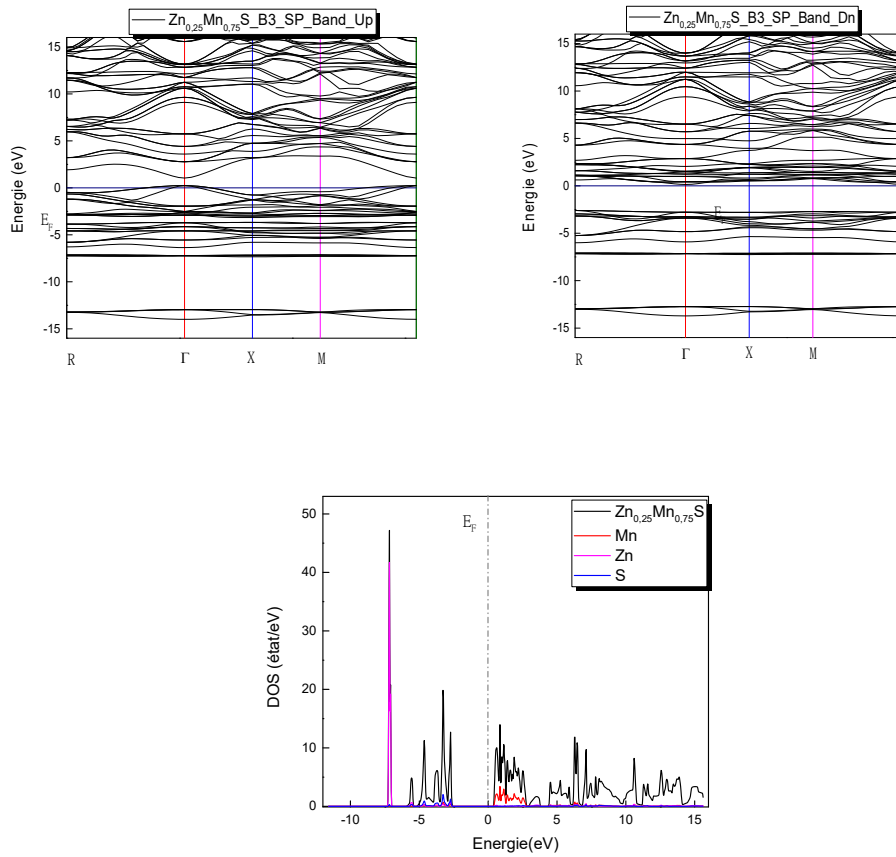 Zn0,25Mn0,75S_B3_SP_Band_Up
15
10
5
0
-5
-10
-15
Energie (eV)
EF
R Γ X M
Zn0,25Mn0,75S_B3_SP_Band_Dn
15
10
5
0
-5
-10
-15
Energie (eV)
E
R Γ X M
50
40
30
20
10
0
DOS (état/eV)
EF
Zn0,25Mn0,75S
Mn
Zn
S
-10 -5 0 5 10 15
Energie(eV)